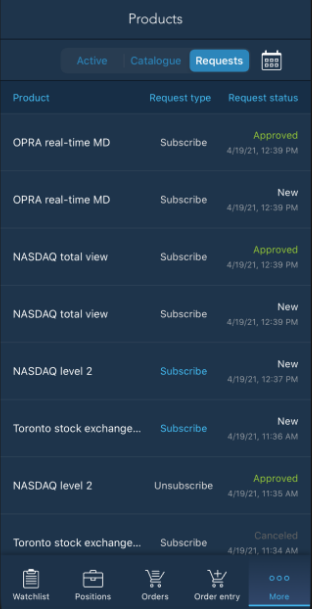 Products
Active Catalogue Requests
Product Request type Request status
OPRA real-time MD Subscribe Approved
4/19/21, 12:39 PM
OPRA real-time MD Subscribe New
4/19/21, 12:39 PM
NASDAQ total view Subscribe Approved
4/19/21, 12:39 PM
NASDAQ total view Subscribe New
4/19/21, 12:39 PM
NASDAQ level 2 Subscribe New
4/19/21, 12:37 PM
Toronto stock exchange... Subscribe New
4/19/21, 11:36 AM
NASDAQ level 2 Unsubscribe Approved
4/19/21, 11:35 AM
Toronto stock exchange... Subscribe Canceled
4/19/21, 11:34 AM
Watchlist Positions Orders Order entry More